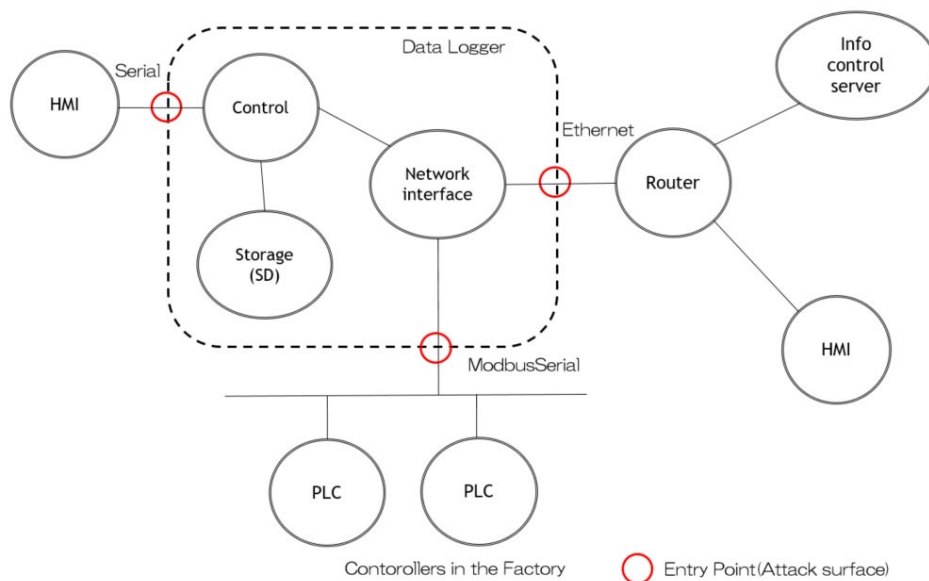 Data Logger
Info
control
server
Serial
HMI
Control
Ethernet
Network
interface
Router
Storage
(SD)
HMI
ModbusSerial
PLC
PLC
Contorollers in the Factory
Entry Point(Attack surface)